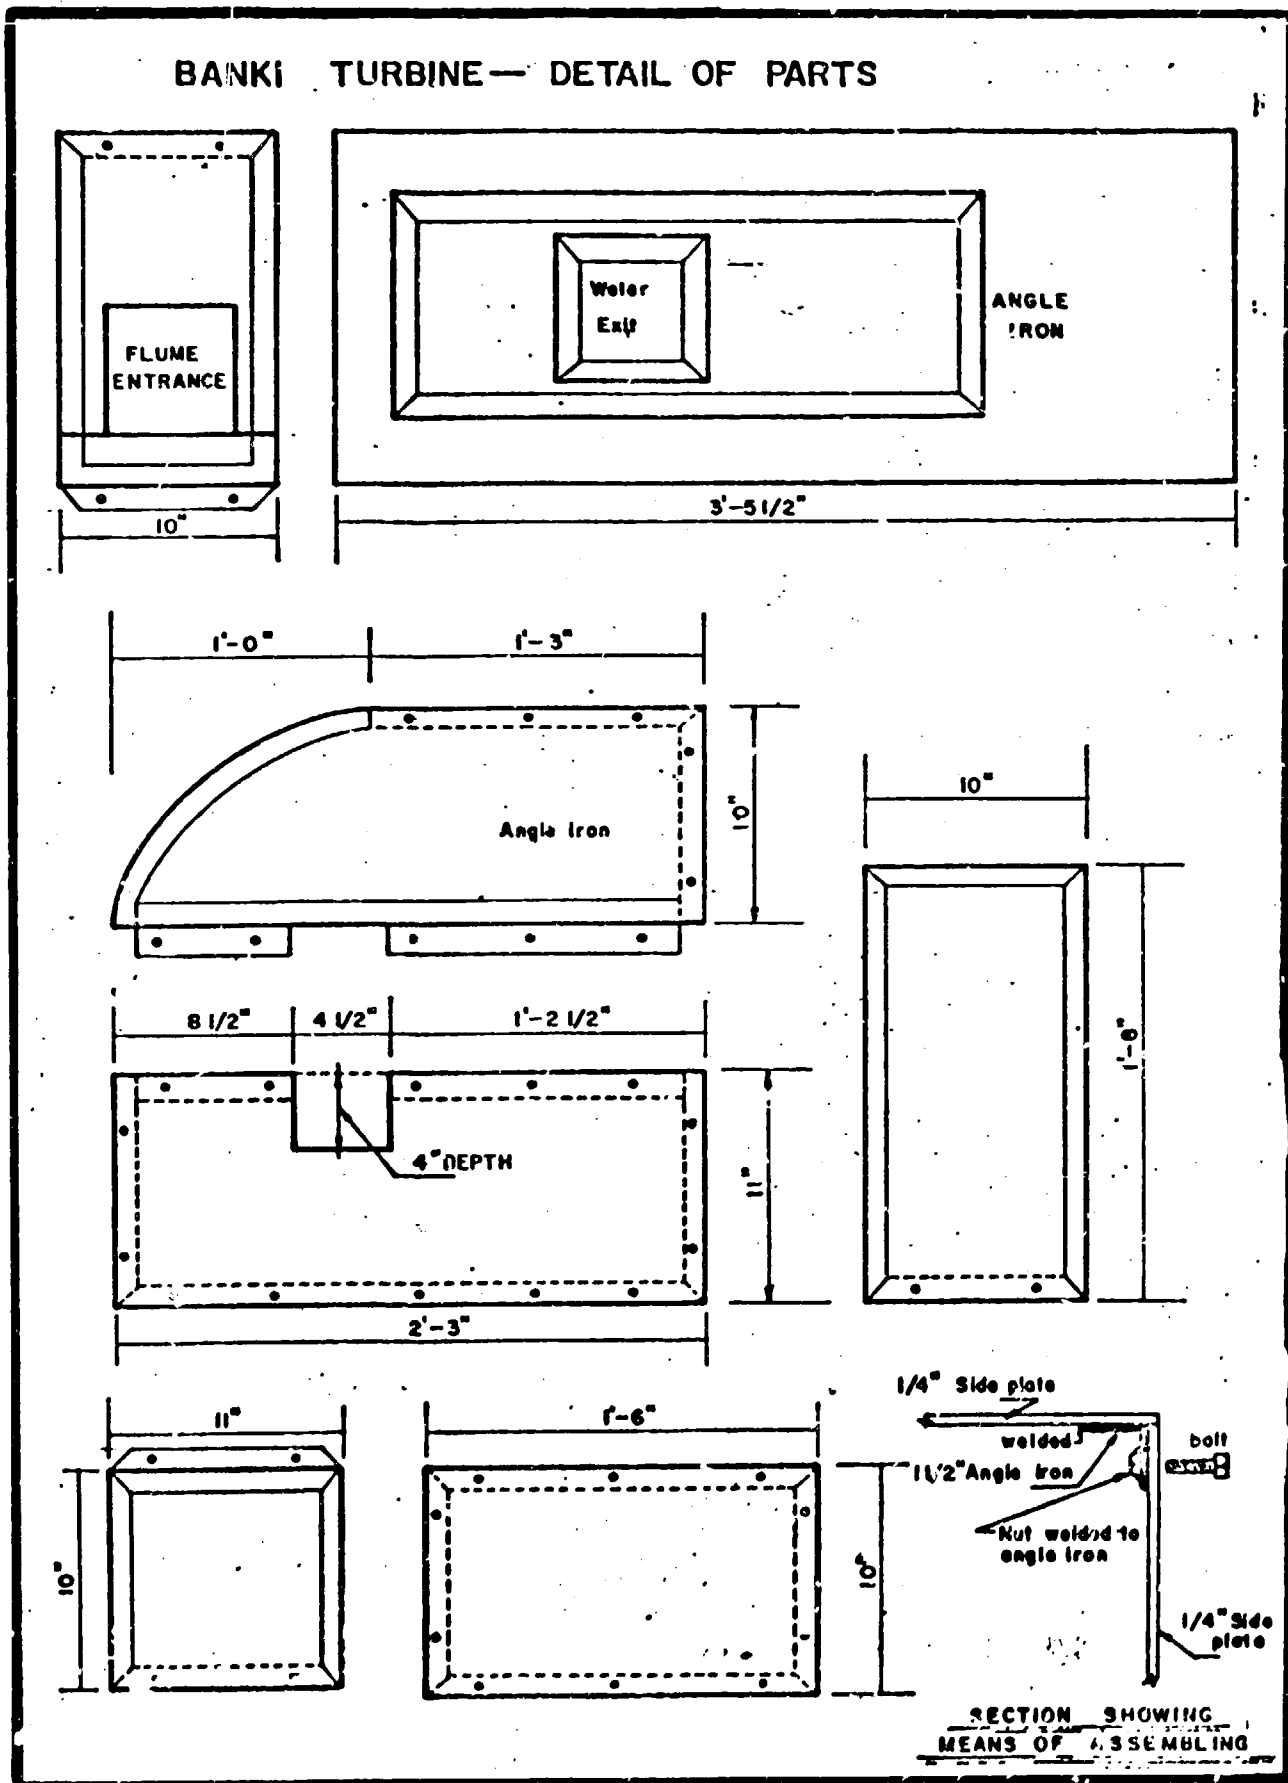 BANKI TURBINE — DETAIL OF PARTS
FLUME
ENTRANCE
Water
Exit
ANGLE
IRON
10"
3'-5 1/2"
1'-0"
1'-3"
Angle Iron
10"
10"
8 1/2"
4 1/2"
1'-2 1/2"
4" DEPTH
11"
2'-3"
11"
10"
1'-6"
10"
1/4" Side plate
welded
bolt
1 1/2" Angle Iron
Nut welded to
angle iron
1/4" Side
plate
SECTION SHOWING
MEANS OF ASSEMBLING